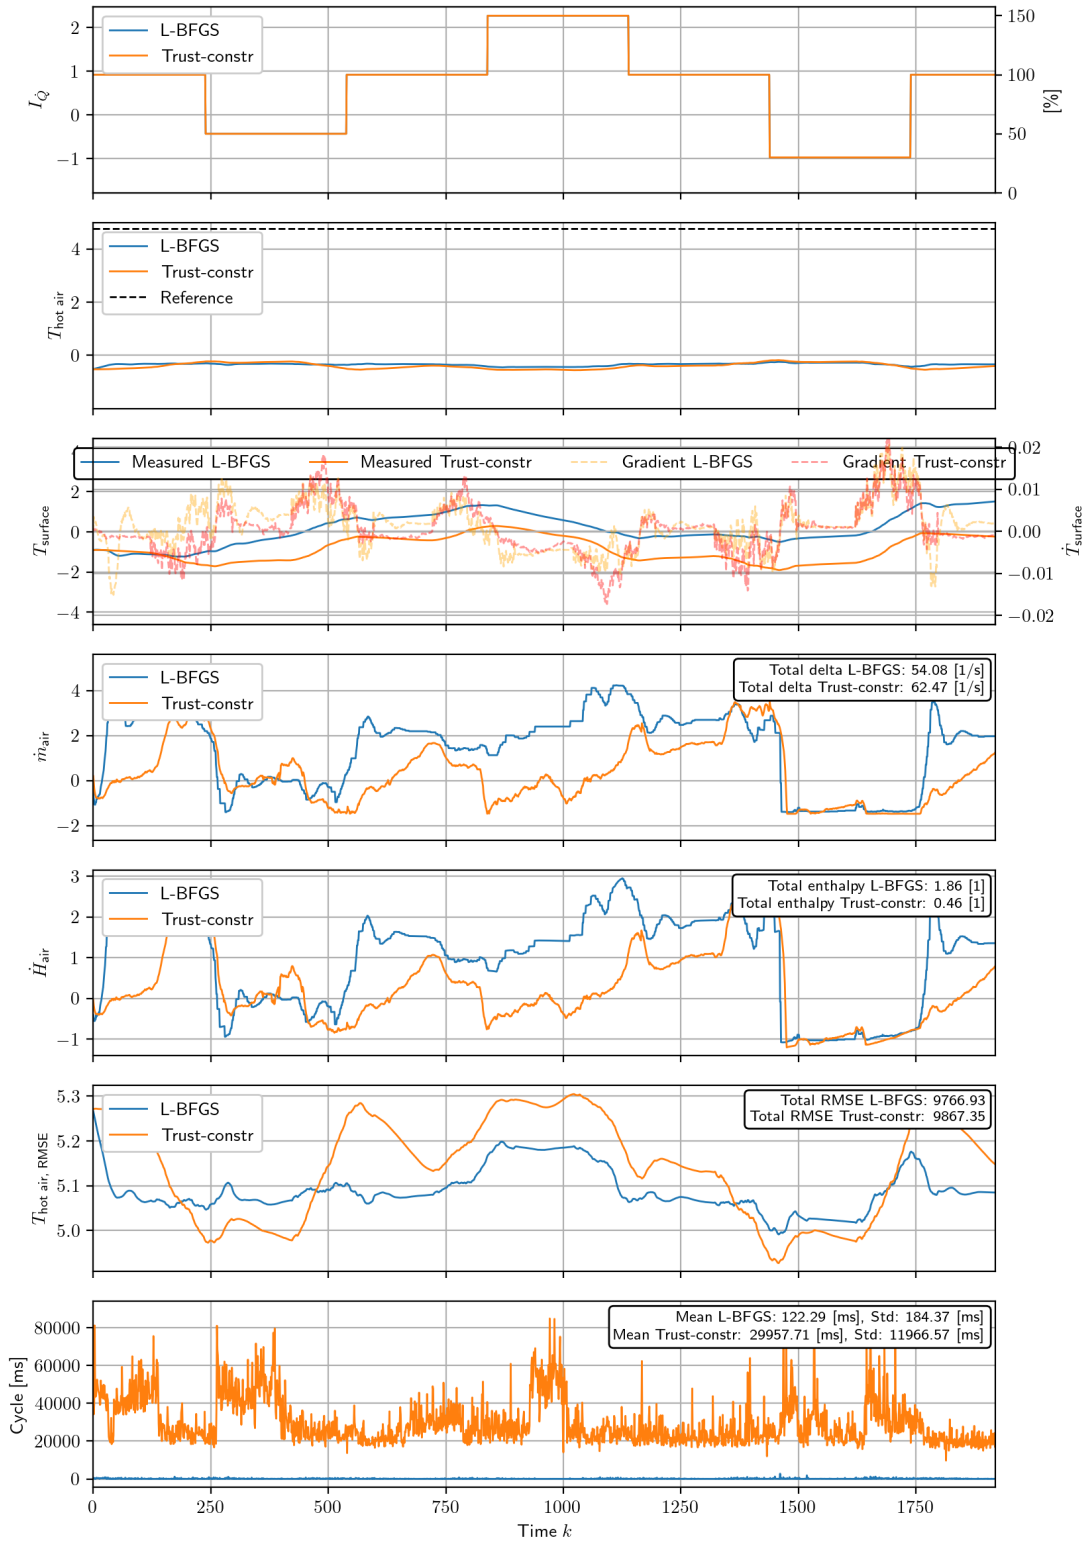 L-BFGS
Trust-constr
2
1
0
−1
I_Q̇
150
100
50
0
[%]
L-BFGS
Trust-constr
Reference
4
2
0
T_hot air
Measured L-BFGS
Measured Trust-constr
Gradient L-BFGS
Gradient Trust-constr
2
0
−2
−4
T_surface
0.02
0.01
0.00
−0.01
−0.02
Ṫ_surface
L-BFGS
Trust-constr
Total delta L-BFGS: 54.08 [1/s]
Total delta Trust-constr: 62.47 [1/s]
4
2
0
−2
ṁ_air
L-BFGS
Trust-constr
Total enthalpy L-BFGS: 1.86 [1]
Total enthalpy Trust-constr: 0.46 [1]
3
2
1
0
−1
Ḣ_air
L-BFGS
Trust-constr
Total RMSE L-BFGS: 9766.93
Total RMSE Trust-constr: 9867.35
5.3
5.2
5.1
5.0
T_hot air, RMSE
Mean L-BFGS: 122.29 [ms], Std: 184.37 [ms]
Mean Trust-constr: 29957.71 [ms], Std: 11966.57 [ms]
80000
60000
40000
20000
0
Cycle [ms]
0 250 500 750 1000 1250 1500 1750
Time k